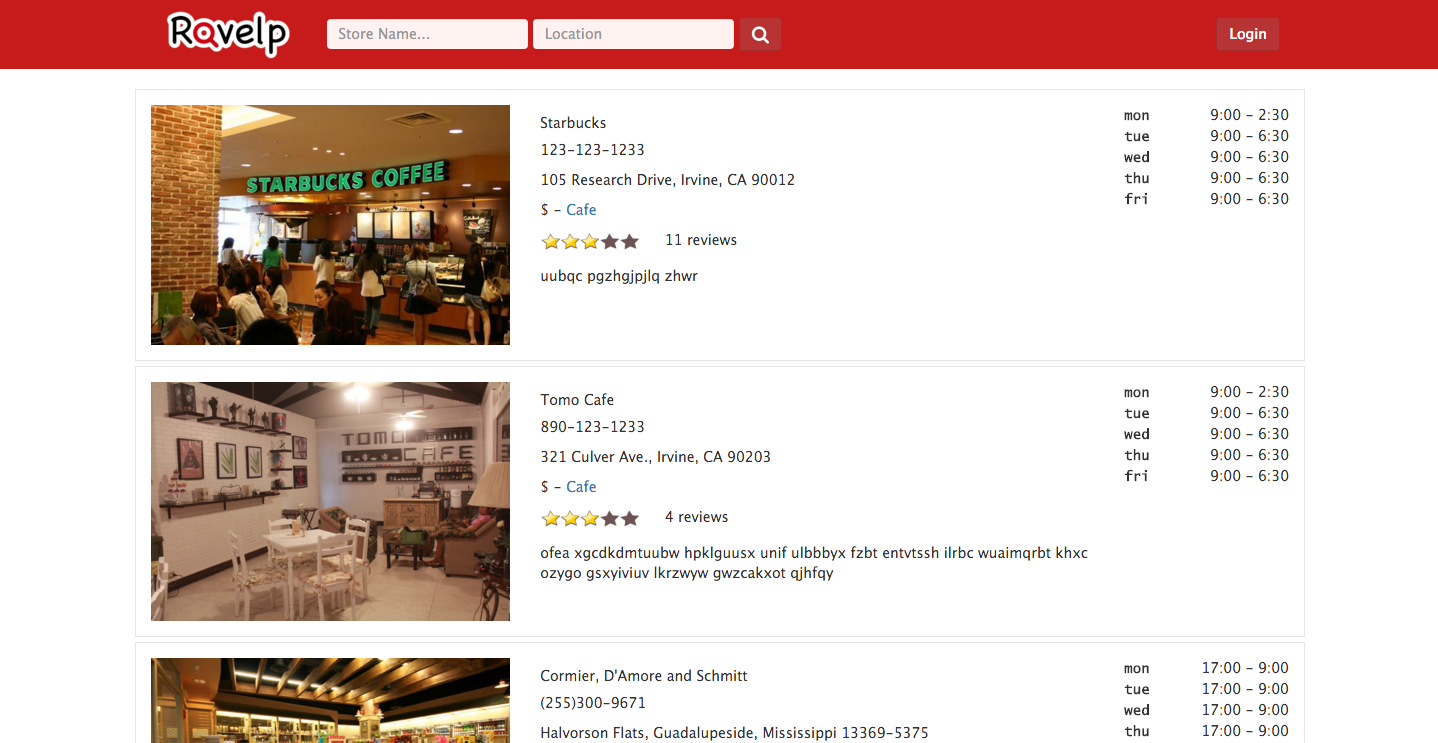 Ravelp
Store Name...
Location
Login
STARBUCKS COFFEE
Starbucks
123-123-1233
105 Research Drive, Irvine, CA 90012
$ - Cafe
11 reviews
uubqc pgzhgjpjlq zhwr
mon 9:00 - 2:30
tue 9:00 - 6:30
wed 9:00 - 6:30
thu 9:00 - 6:30
fri 9:00 - 6:30
TOMO
CAFE
Tomo Cafe
890-123-1233
321 Culver Ave., Irvine, CA 90203
$ - Cafe
4 reviews
ofea xgcdkdmtuubw hpklguusx unif ulbbbyx fzbt entvtssh ilrbc wuaimqrbt khxc
ozygo gsxyiviuv lkrzwyw gwzcakxot qjhfqy
mon 9:00 - 2:30
tue 9:00 - 6:30
wed 9:00 - 6:30
thu 9:00 - 6:30
fri 9:00 - 6:30
Cormier, D'Amore and Schmitt
(255)300-9671
Halvorson Flats, Guadalupeside, Mississippi 13369-5375
mon 17:00 - 9:00
tue 17:00 - 9:00
wed 17:00 - 9:00
thu 17:00 - 9:00